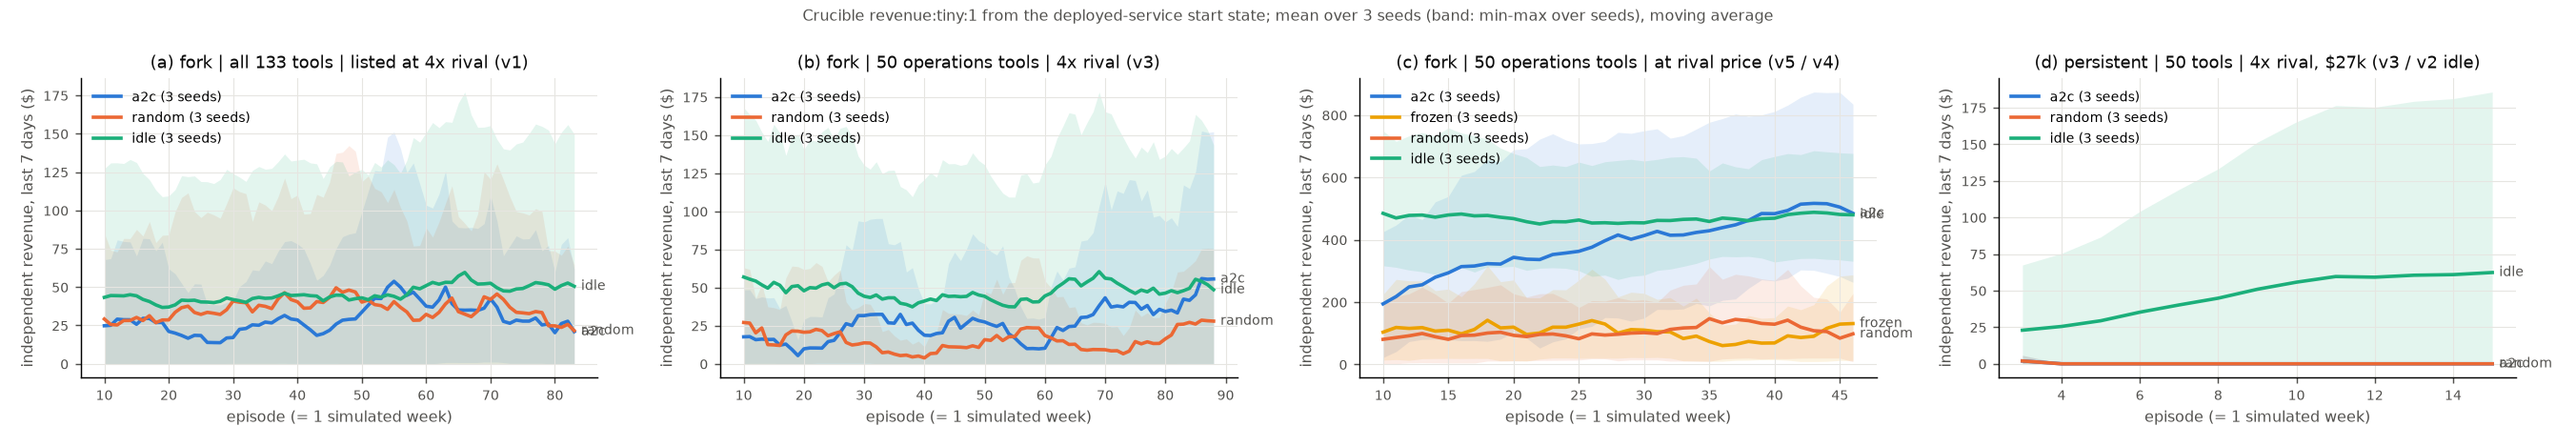 Crucible revenue:tiny:1 from the deployed-service start state; mean over 3 seeds (band: min-max over seeds), moving average
(a) fork | all 133 tools | listed at 4x rival (v1)
independent revenue, last 7 days ($)
175
150
125
100
75
50
25
0
a2c (3 seeds)
random (3 seeds)
idle (3 seeds)
idle
random
10 20 30 40 50 60 70 80
episode (= 1 simulated week)
(b) fork | 50 operations tools | 4x rival (v3)
independent revenue, last 7 days ($)
175
150
125
100
75
50
25
0
a2c (3 seeds)
random (3 seeds)
idle (3 seeds)
a2c
idle
random
10 20 30 40 50 60 70 80 90
episode (= 1 simulated week)
(c) fork | 50 operations tools | at rival price (v5 / v4)
independent revenue, last 7 days ($)
800
600
400
200
0
a2c (3 seeds)
frozen (3 seeds)
random (3 seeds)
idle (3 seeds)
a2c
idle
frozen
random
10 15 20 25 30 35 40 45
episode (= 1 simulated week)
(d) persistent | 50 tools | 4x rival, $27k (v3 / v2 idle)
independent revenue, last 7 days ($)
175
150
125
100
75
50
25
0
a2c (3 seeds)
random (3 seeds)
idle (3 seeds)
idle
random
4 6 8 10 12 14
episode (= 1 simulated week)